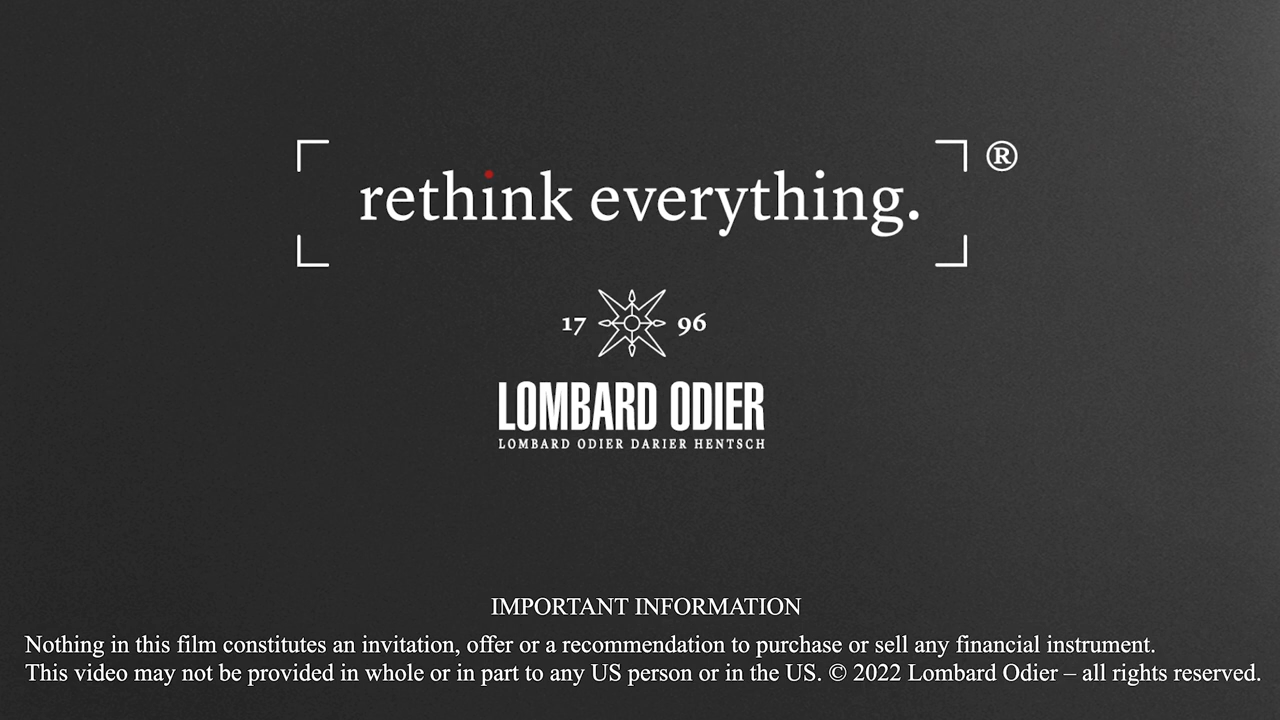 rethink everything. ®
17 96
LOMBARD ODIER
LOMBARD ODIER DARIER HENTSCH
IMPORTANT INFORMATION
Nothing in this film constitutes an invitation, offer or a recommendation to purchase or sell any financial instrument.
This video may not be provided in whole or in part to any US person or in the US. © 2022 Lombard Odier – all rights reserved.